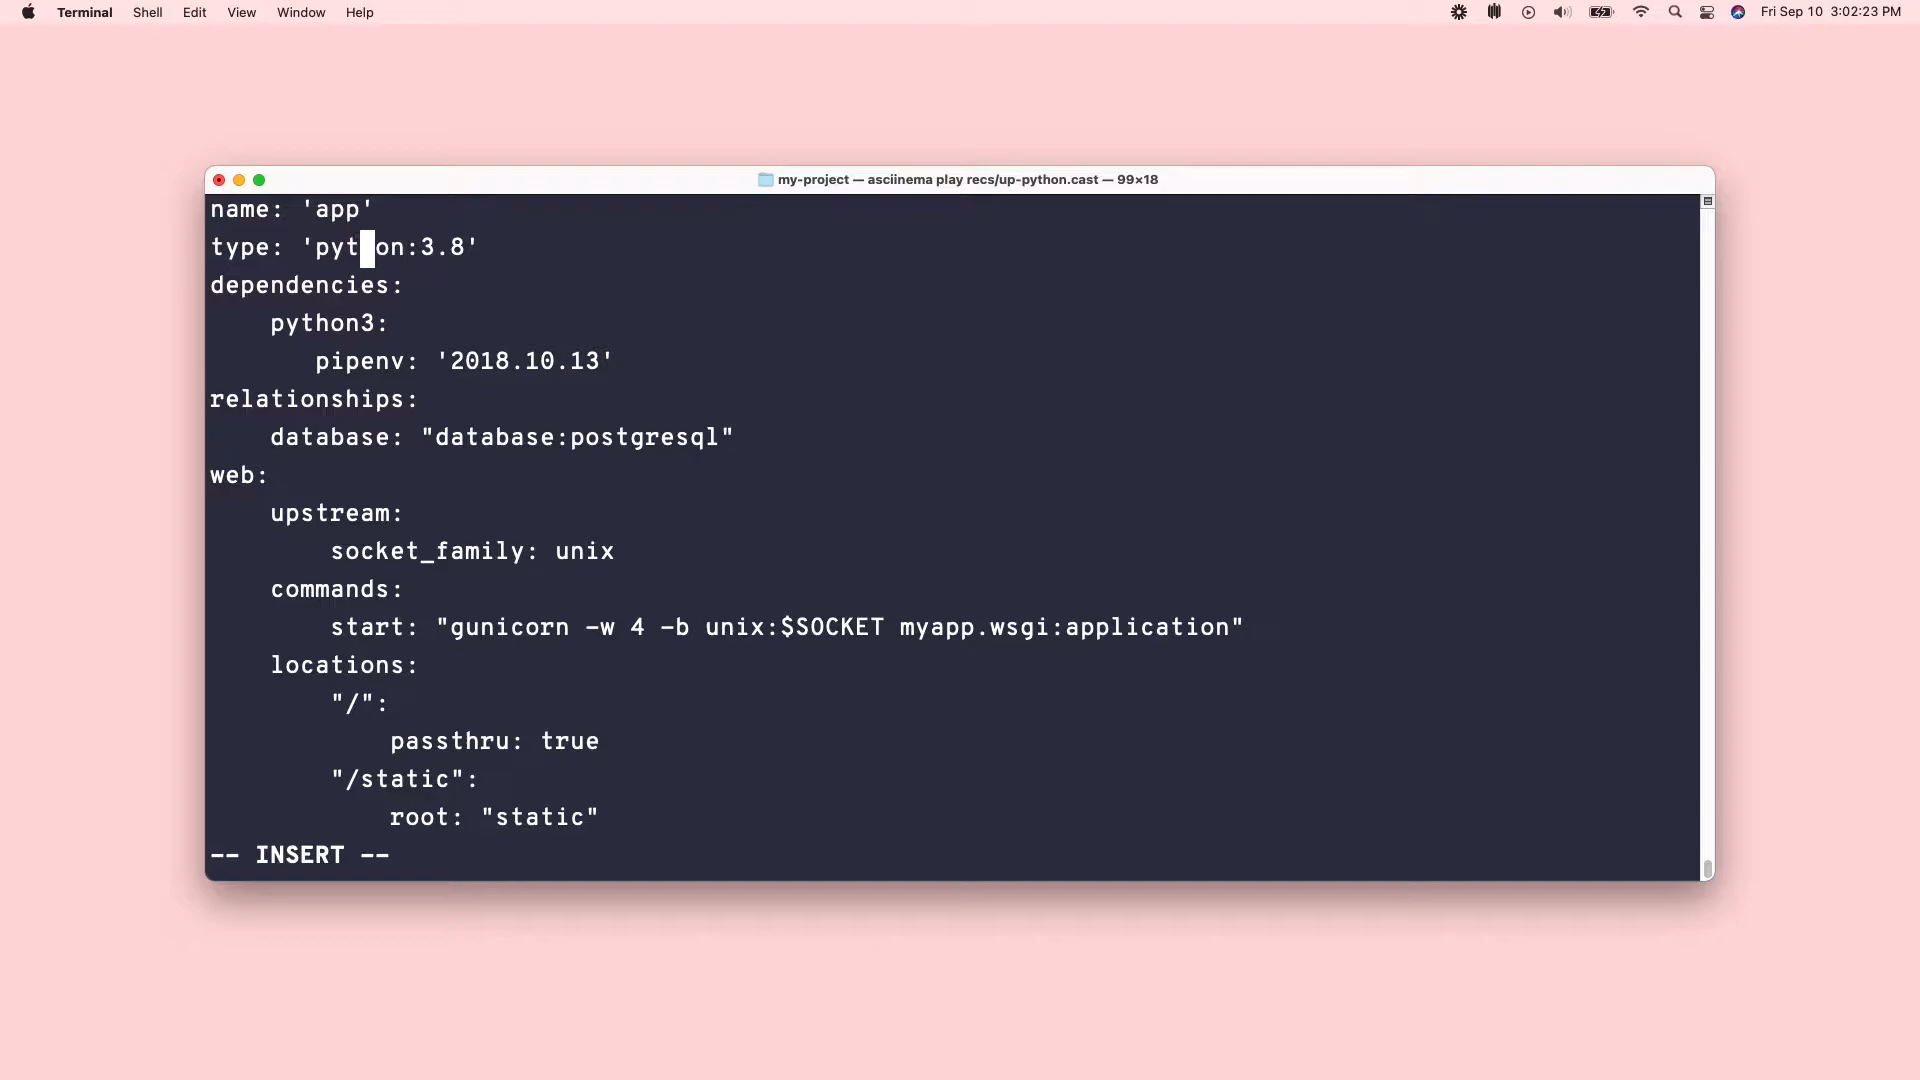 Terminal Shell Edit View Window Help Fri Sep 10 3:02:23 PM
my-project — asciinema play recs/up-python.cast — 99×18
name: 'app'
type: 'pyt on:3.8'
dependencies:
    python3:
       pipenv: '2018.10.13'
relationships:
    database: "database:postgresql"
web:
    upstream:
        socket_family: unix
    commands:
        start: "gunicorn -w 4 -b unix:$SOCKET myapp.wsgi:application"
    locations:
        "/":
            passthru: true
        "/static":
            root: "static"
-- INSERT --